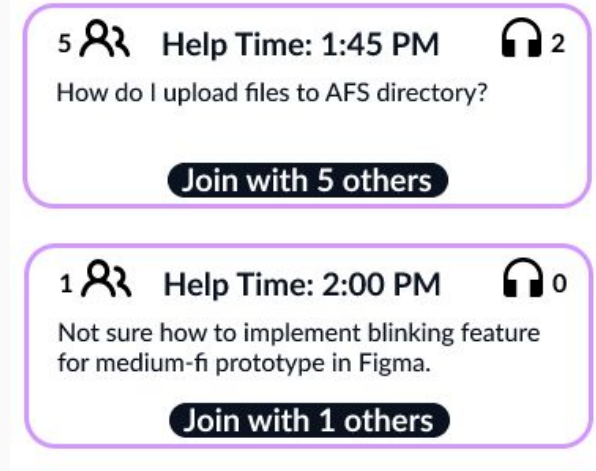 5 Help Time: 1:45 PM 2
How do I upload files to AFS directory?
Join with 5 others
1 Help Time: 2:00 PM 0
Not sure how to implement blinking feature
for medium-fi prototype in Figma.
Join with 1 others